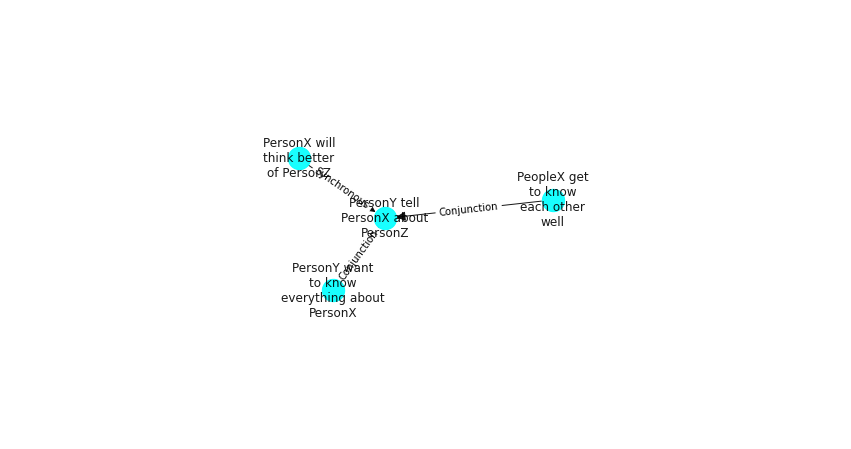 PersonX will
think better
of PersonZ
Synchronous
PersonY tell
PersonX about
PersonZ
Conjunction
PeopleX get
to know
each other
well
Conjunction
PersonY want
to know
everything about
PersonX